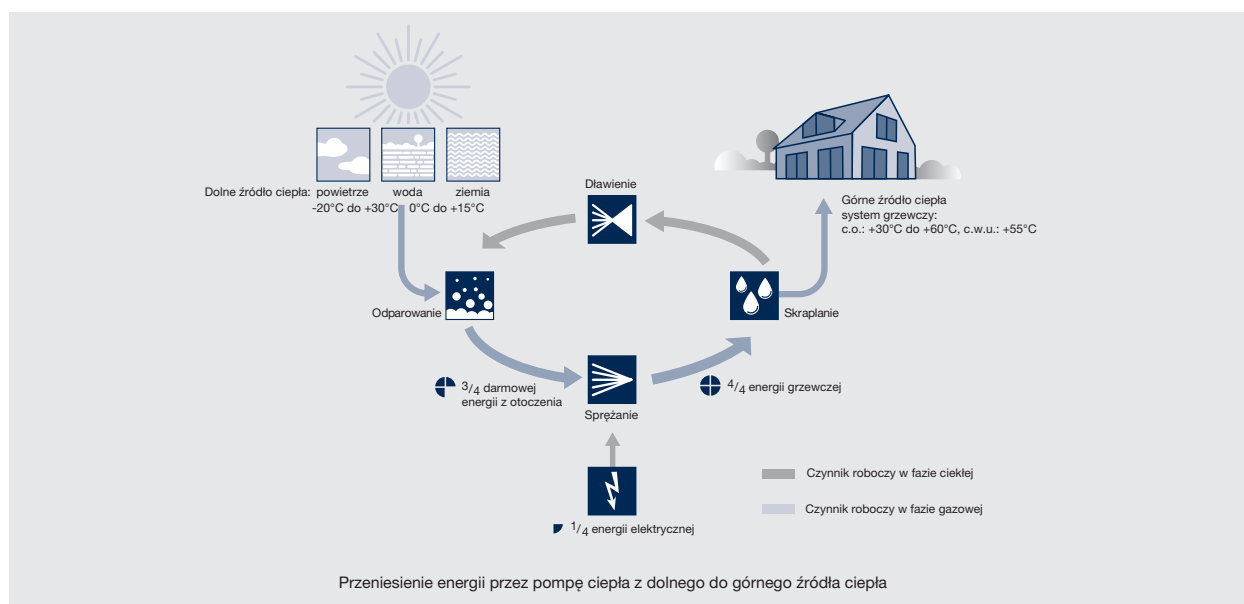 Dolne źródło ciepła: powietrze woda ziemia
-20°C do +30°C 0°C do +15°C
Dławienie
Górne źródło ciepła
system grzewczy:
c.o.: +30°C do +60°C, c.w.u.: +55°C
Odparowanie
Skraplanie
3/4 darmowej
energii z otoczenia
4/4 energii grzewczej
Sprężanie
1/4 energii elektrycznej
Czynnik roboczy w fazie ciekłej
Czynnik roboczy w fazie gazowej
Przeniesienie energii przez pompę ciepła z dolnego do górnego źródła ciepła